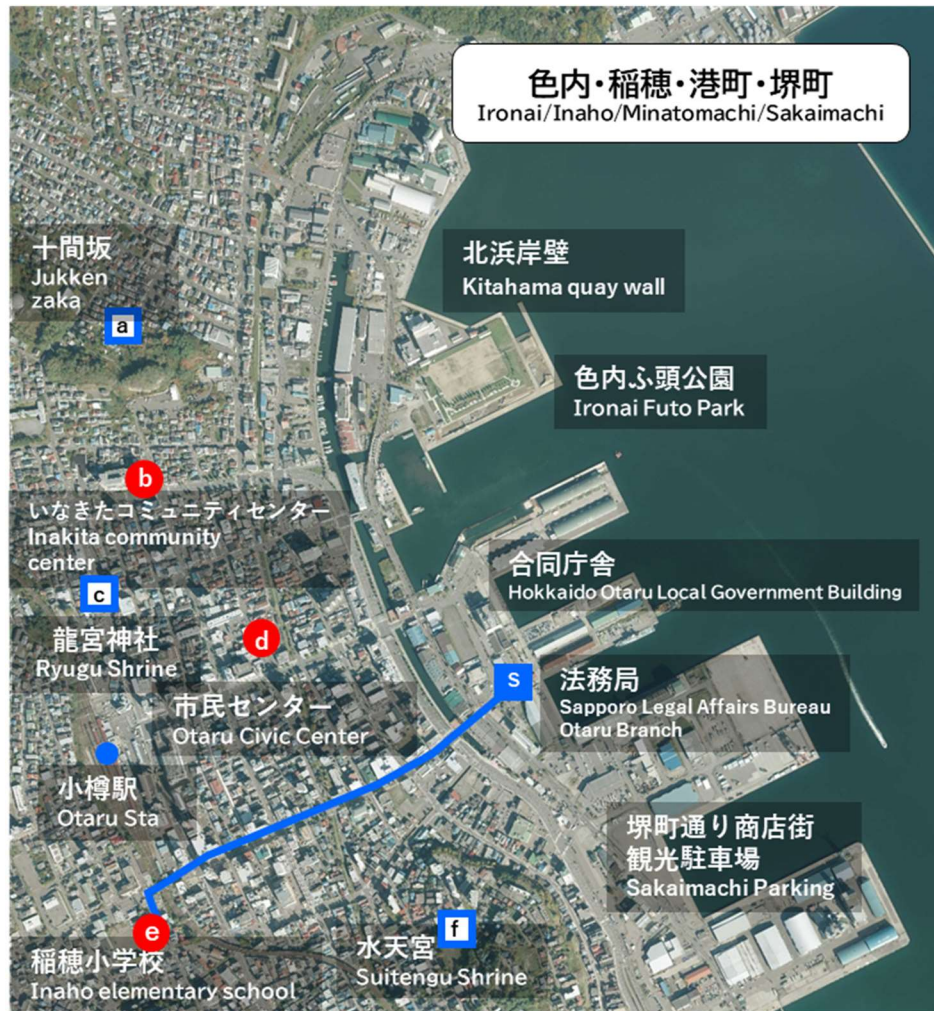 色内・稲穂・港町・堺町
Ironai/Inaho/Minatomachi/Sakaimachi
十間坂
Jukken
zaka
a
北浜岸壁
Kitahama quay wall
色内ふ頭公園
Ironai Futo Park
b
いなきたコミュニティセンター
Inakita community
center
合同庁舎
Hokkaido Otaru Local Government Building
c
龍宮神社
Ryugu Shrine
d
市民センター
Otaru Civic Center
S
法務局
Sapporo Legal Affairs Bureau
Otaru Branch
小樽駅
Otaru Sta
堺町通り商店街
観光駐車場
Sakaimachi Parking
e
稲穂小学校
Inaho elementary school
f
水天宮
Suitengu Shrine